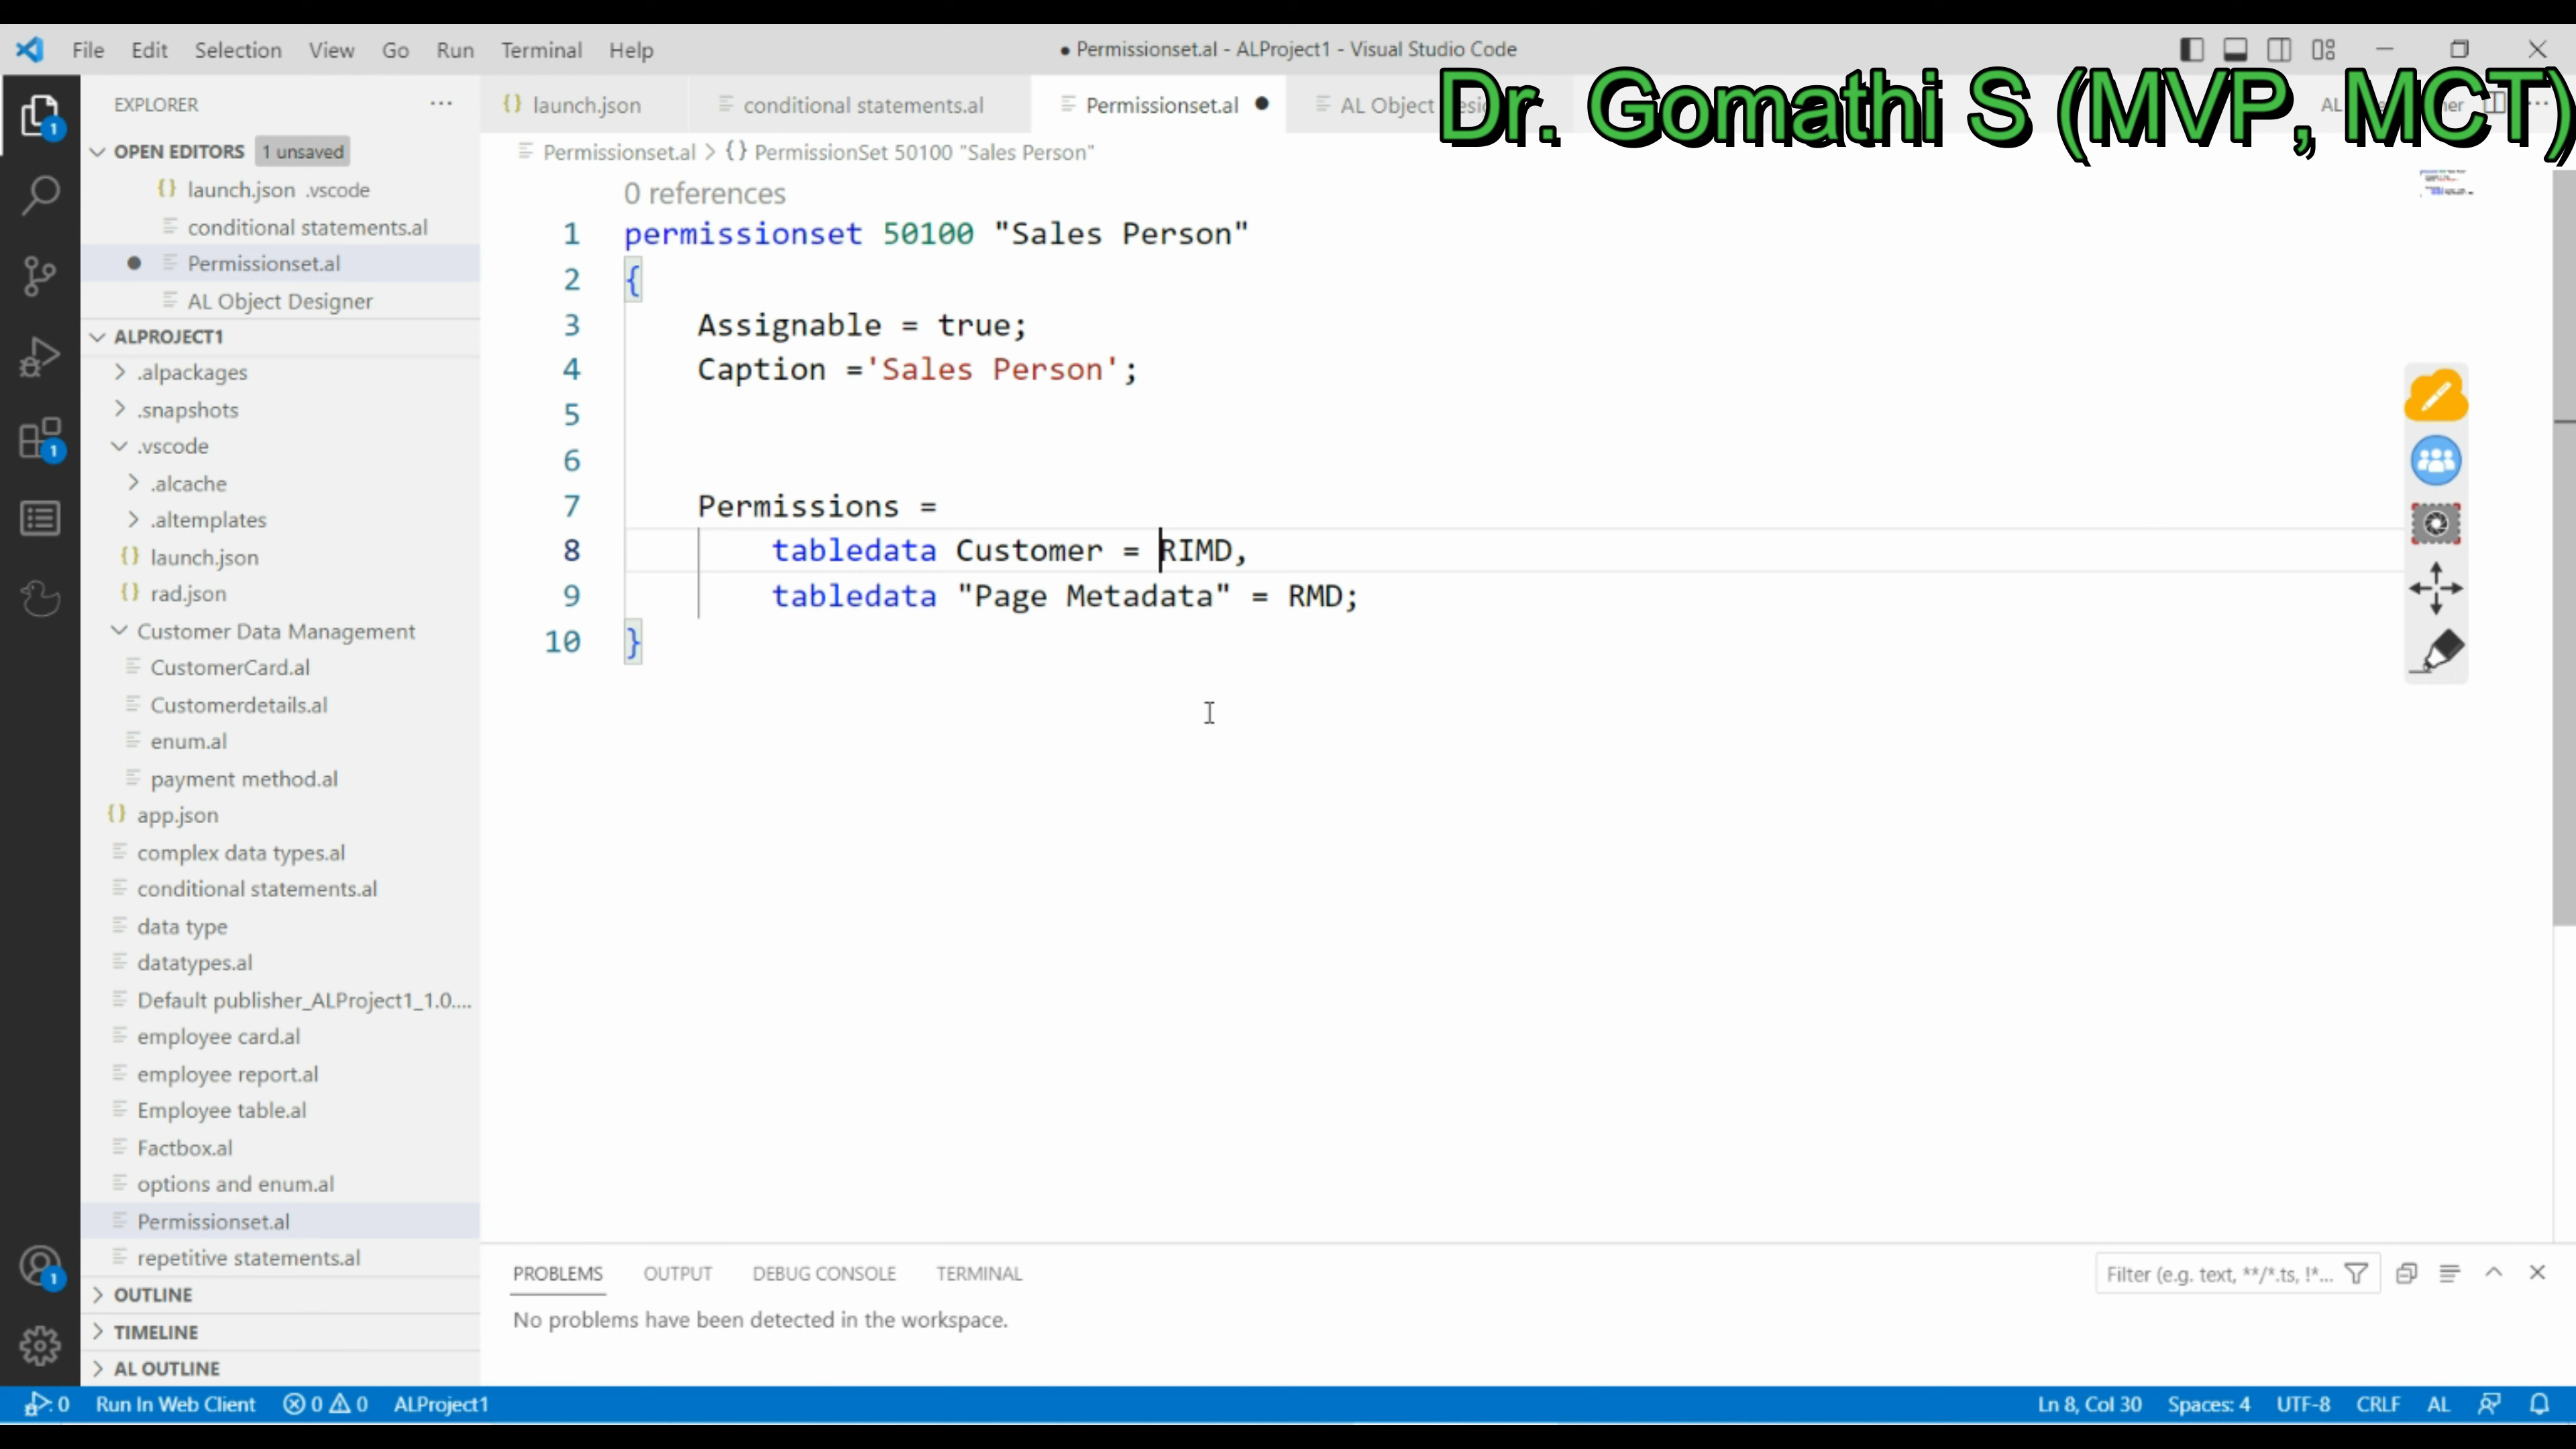 File Edit Selection View Go Run Terminal Help
● Permissionset.al - ALProject1 - Visual Studio Code
Dr. Gomathi S (MVP, MCT)
EXPLORER
OPEN EDITORS 1 unsaved
launch.json .vscode
conditional statements.al
Permissionset.al
AL Object Designer
ALPROJECT1
.alpackages
.snapshots
.vscode
.alcache
.altemplates
launch.json
rad.json
Customer Data Management
CustomerCard.al
Customerdetails.al
enum.al
payment method.al
app.json
complex data types.al
conditional statements.al
data type
datatypes.al
Default publisher_ALProject1_1.0....
employee card.al
employee report.al
Employee table.al
Factbox.al
options and enum.al
Permissionset.al
repetitive statements.al
OUTLINE
TIMELINE
AL OUTLINE
launch.json conditional statements.al Permissionset.al AL Object
Permissionset.al > {} PermissionSet 50100 "Sales Person"
0 references
1 permissionset 50100 "Sales Person"
2 {
3 Assignable = true;
4 Caption ='Sales Person';
5
6
7 Permissions =
8 tabledata Customer = RIMD,
9 tabledata "Page Metadata" = RMD;
10 }
PROBLEMS OUTPUT DEBUG CONSOLE TERMINAL
Filter (e.g. text, **/*.ts, !*...
No problems have been detected in the workspace.
0 Run In Web Client 0 0 ALProject1
Ln 8, Col 30 Spaces: 4 UTF-8 CRLF AL